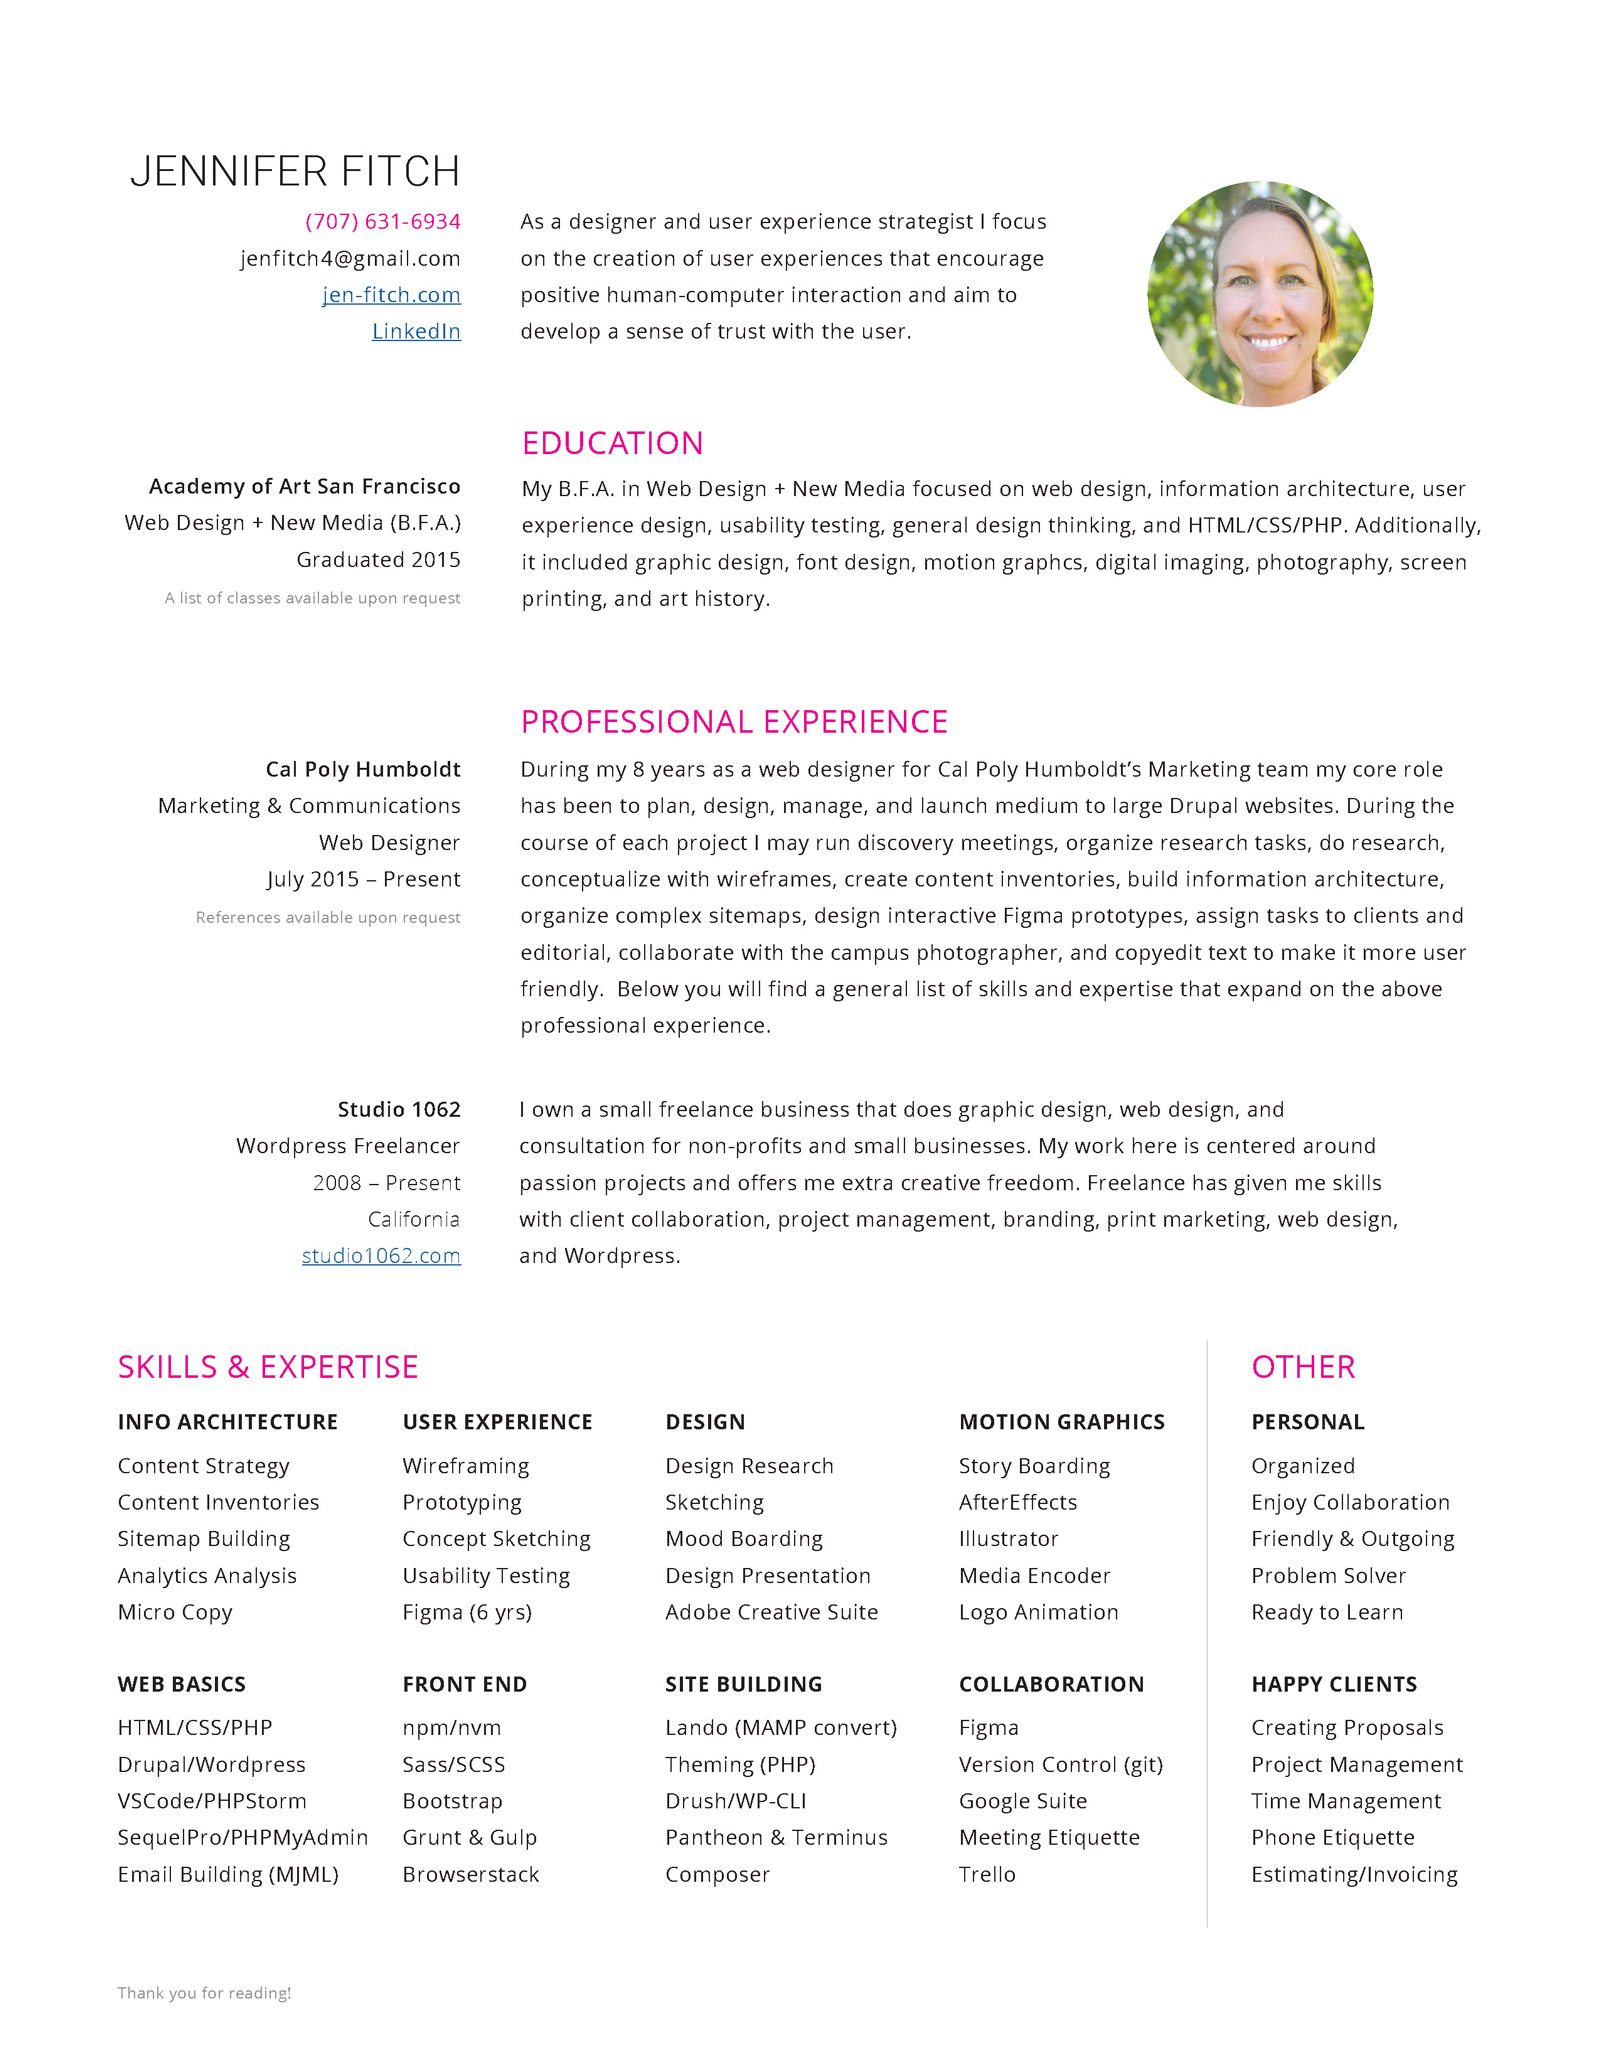 JENNIFER FITCH
(707) 631-6934
jenfitch4@gmail.com
jen-fitch.com
LinkedIn
As a designer and user experience strategist I focus
on the creation of user experiences that encourage
positive human-computer interaction and aim to
develop a sense of trust with the user.
EDUCATION
Academy of Art San Francisco
Web Design + New Media (B.F.A.)
Graduated 2015
A list of classes available upon request
My B.F.A. in Web Design + New Media focused on web design, information architecture, user
experience design, usability testing, general design thinking, and HTML/CSS/PHP. Additionally,
it included graphic design, font design, motion graphcs, digital imaging, photography, screen
printing, and art history.
PROFESSIONAL EXPERIENCE
Cal Poly Humboldt
Marketing & Communications
Web Designer
July 2015 – Present
References available upon request
During my 8 years as a web designer for Cal Poly Humboldt’s Marketing team my core role
has been to plan, design, manage, and launch medium to large Drupal websites. During the
course of each project I may run discovery meetings, organize research tasks, do research,
conceptualize with wireframes, create content inventories, build information architecture,
organize complex sitemaps, design interactive Figma prototypes, assign tasks to clients and
editorial, collaborate with the campus photographer, and copyedit text to make it more user
friendly.  Below you will find a general list of skills and expertise that expand on the above
professional experience.
Studio 1062
Wordpress Freelancer
2008 – Present
California
studio1062.com
I own a small freelance business that does graphic design, web design, and
consultation for non-profits and small businesses. My work here is centered around
passion projects and offers me extra creative freedom. Freelance has given me skills
with client collaboration, project management, branding, print marketing, web design,
and Wordpress.
SKILLS & EXPERTISE
INFO ARCHITECTURE
Content Strategy
Content Inventories
Sitemap Building
Analytics Analysis
Micro Copy
USER EXPERIENCE
Wireframing
Prototyping
Concept Sketching
Usability Testing
Figma (6 yrs)
DESIGN
Design Research
Sketching
Mood Boarding
Design Presentation
Adobe Creative Suite
MOTION GRAPHICS
Story Boarding
AfterEffects
Illustrator
Media Encoder
Logo Animation
WEB BASICS
HTML/CSS/PHP
Drupal/Wordpress
VSCode/PHPStorm
SequelPro/PHPMyAdmin
Email Building (MJML)
FRONT END
npm/nvm
Sass/SCSS
Bootstrap
Grunt & Gulp
Browserstack
SITE BUILDING
Lando (MAMP convert)
Theming (PHP)
Drush/WP-CLI
Pantheon & Terminus
Composer
COLLABORATION
Figma
Version Control (git)
Google Suite
Meeting Etiquette
Trello
OTHER
PERSONAL
Organized
Enjoy Collaboration
Friendly & Outgoing
Problem Solver
Ready to Learn
HAPPY CLIENTS
Creating Proposals
Project Management
Time Management
Phone Etiquette
Estimating/Invoicing
Thank you for reading!